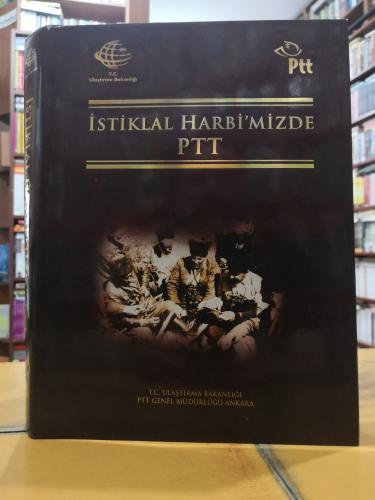 T.C.
Ulaştırma Bakanlığı
Ptt
İSTİKLAL HARBİ'MİZDE
PTT
T.C. ULAŞTIRMA BAKANLIĞI
PTT GENEL MÜDÜRLÜĞÜ ANKARA